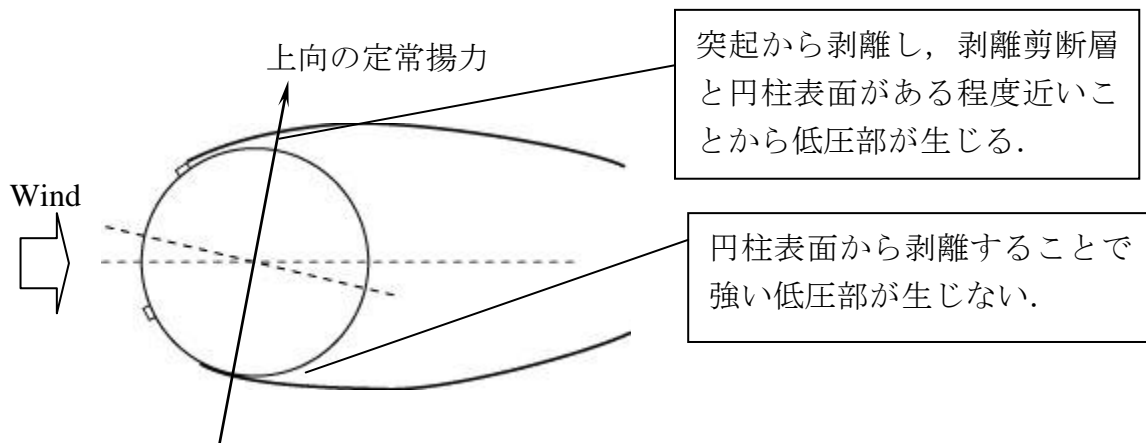 上向の定常揚力
突起から剥離し，剥離剪断層
と円柱表面がある程度近いこ
とから低圧部が生じる．
Wind
円柱表面から剥離することで
強い低圧部が生じない．